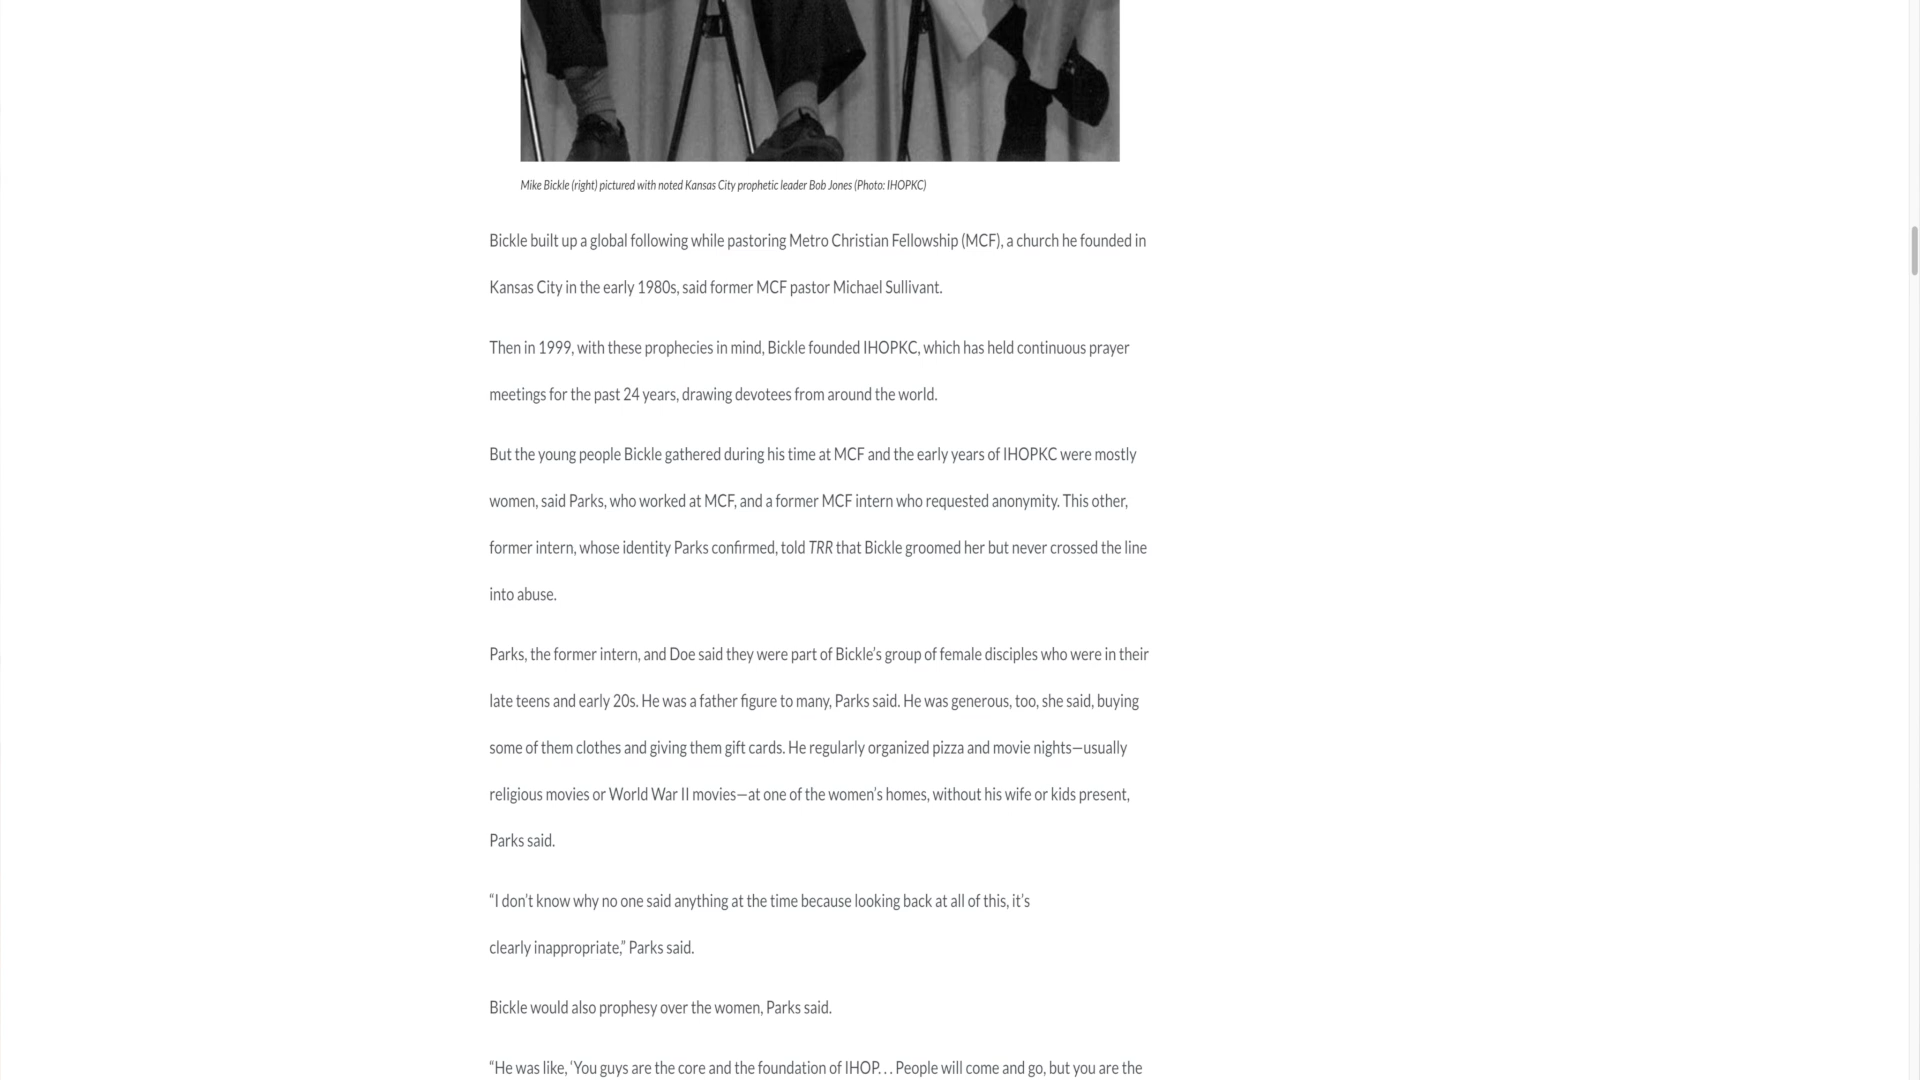 Mike Bickle (right) pictured with noted Kansas City prophetic leader Bob Jones (Photo: IHOPKC)
Bickle built up a global following while pastoring Metro Christian Fellowship (MCF), a church he founded in
Kansas City in the early 1980s, said former MCF pastor Michael Sullivant.
Then in 1999, with these prophecies in mind, Bickle founded IHOPKC, which has held continuous prayer
meetings for the past 24 years, drawing devotees from around the world.
But the young people Bickle gathered during his time at MCF and the early years of IHOPKC were mostly
women, said Parks, who worked at MCF, and a former MCF intern who requested anonymity. This other,
former intern, whose identity Parks confirmed, told TRR that Bickle groomed her but never crossed the line
into abuse.
Parks, the former intern, and Doe said they were part of Bickle’s group of female disciples who were in their
late teens and early 20s. He was a father figure to many, Parks said. He was generous, too, she said, buying
some of them clothes and giving them gift cards. He regularly organized pizza and movie nights—usually
religious movies or World War II movies—at one of the women’s homes, without his wife or kids present,
Parks said.
“I don’t know why no one said anything at the time because looking back at all of this, it’s
clearly inappropriate,” Parks said.
Bickle would also prophesy over the women, Parks said.
“He was like, ‘You guys are the core and the foundation of IHOP. . . People will come and go, but you are the